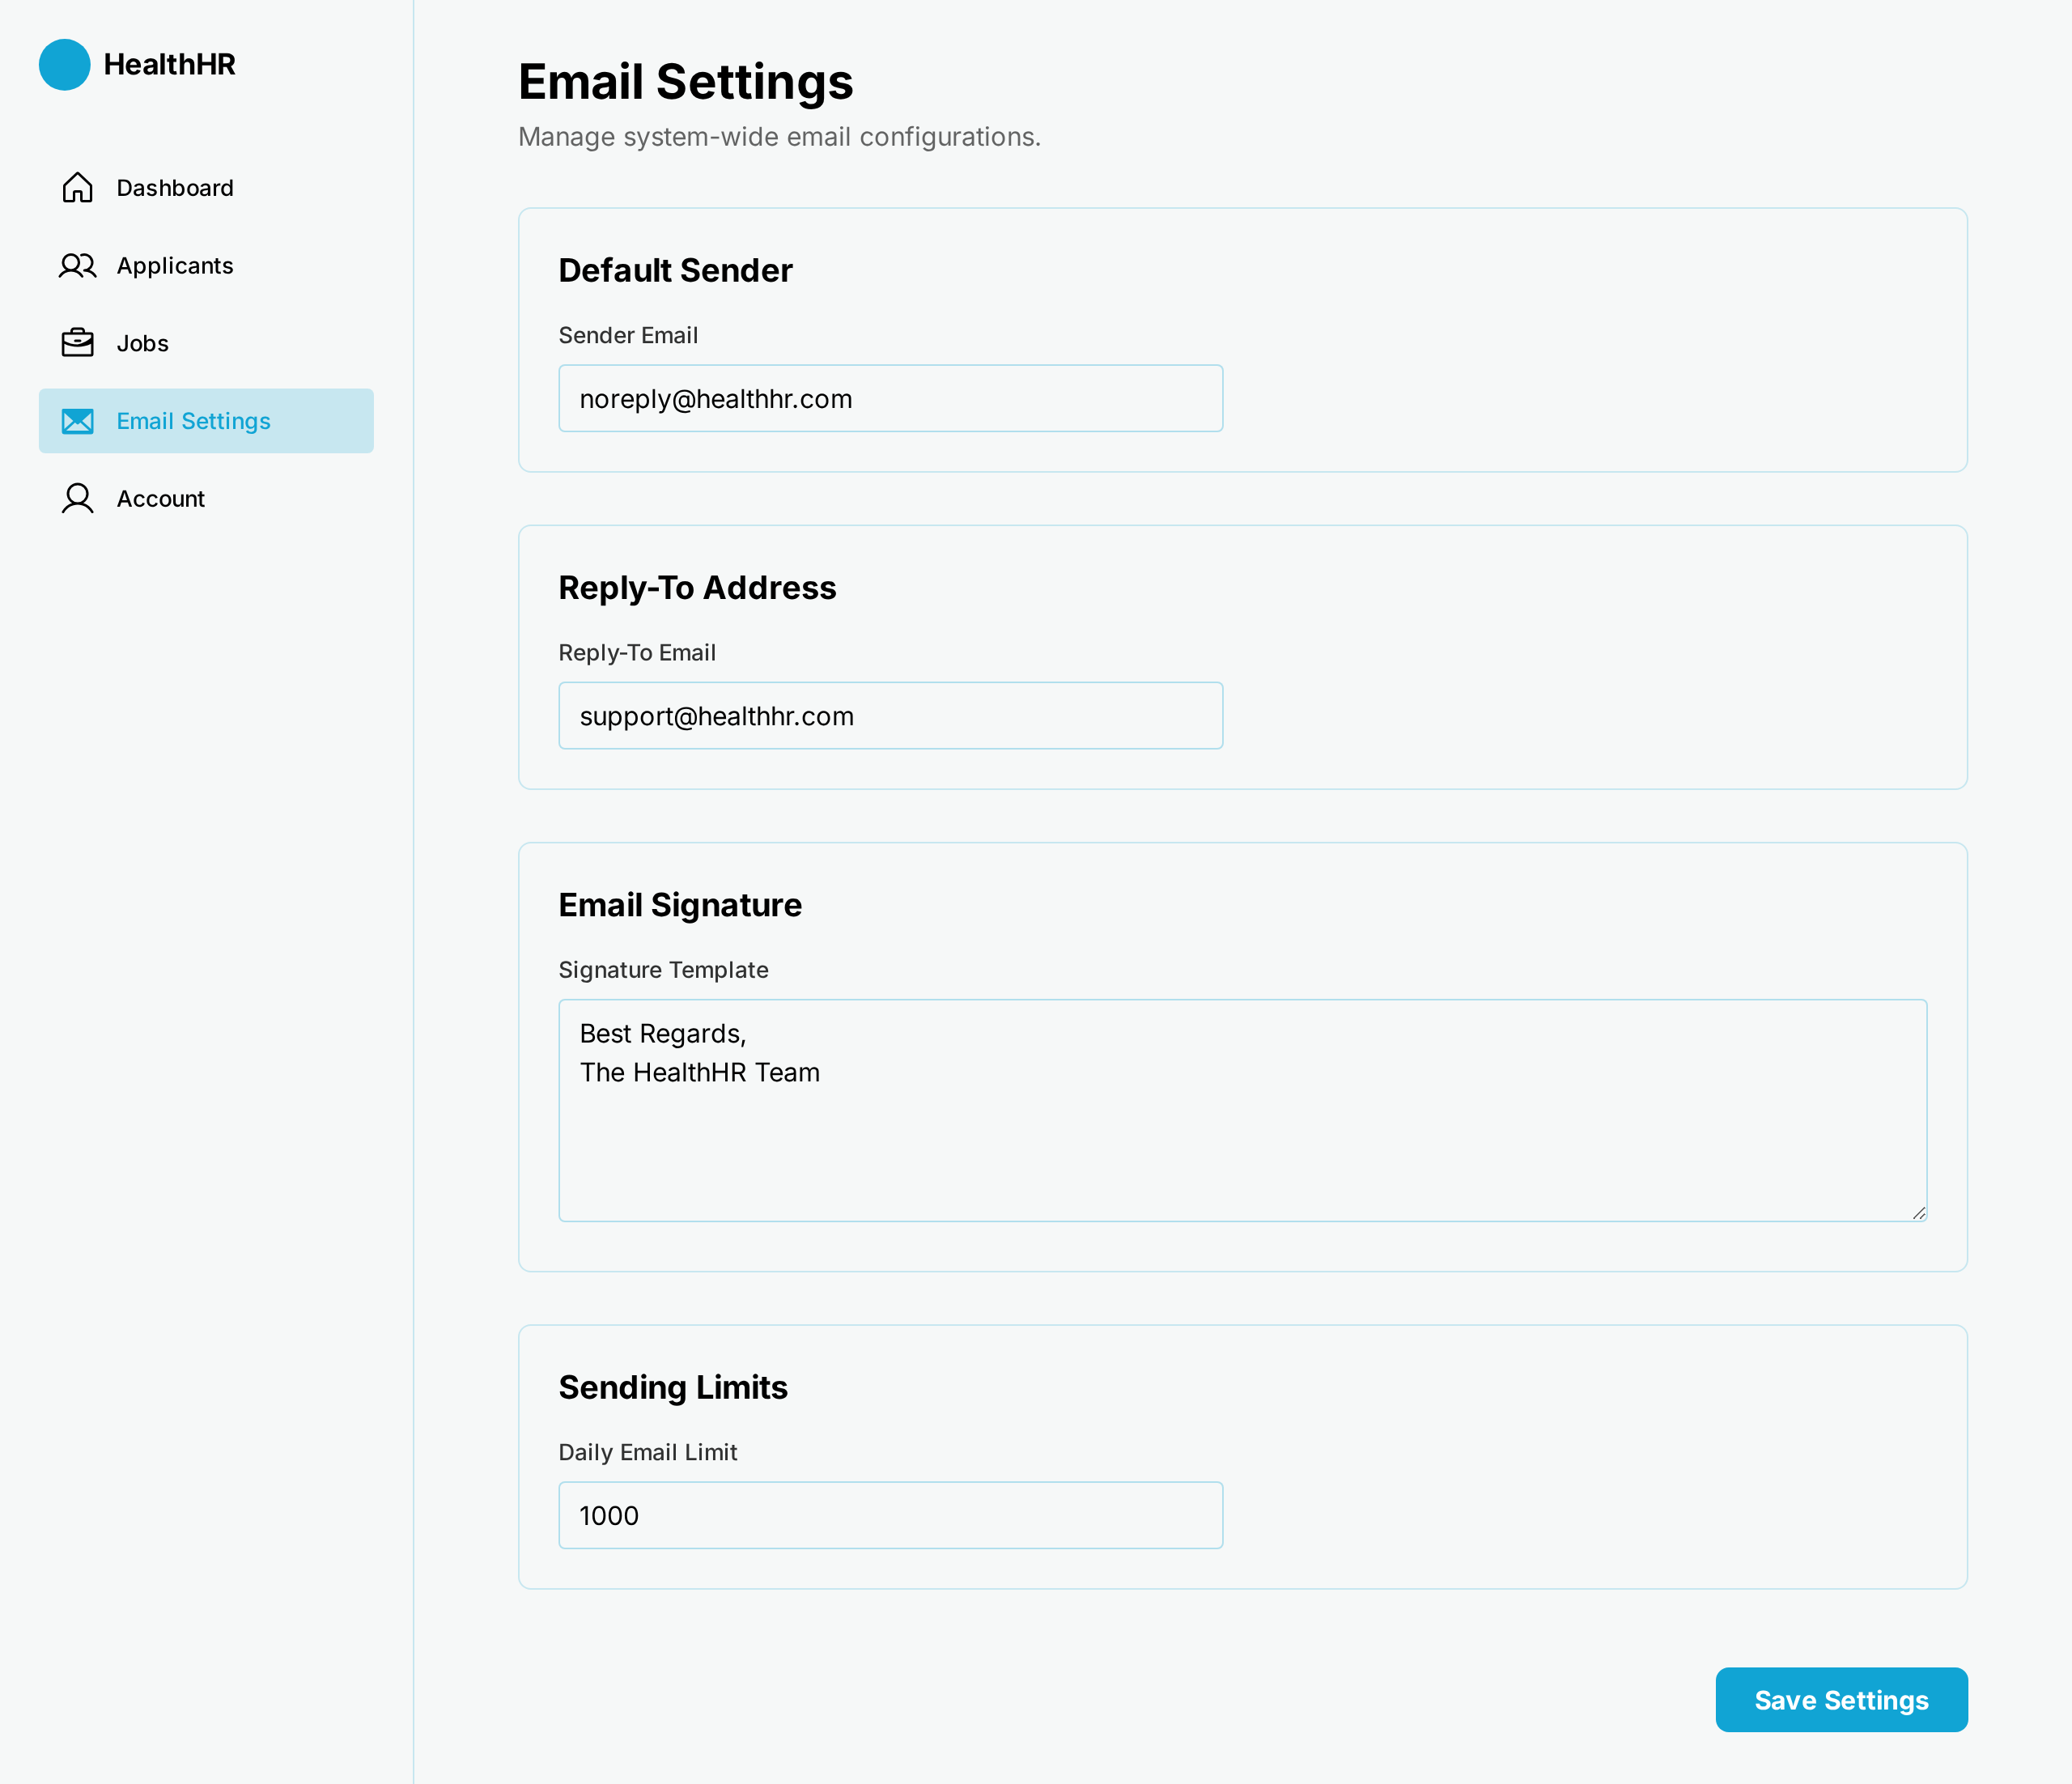 HealthHR
Dashboard
Applicants
Jobs
Email Settings
Account
Email Settings
Manage system-wide email configurations.
Default Sender
Sender Email
noreply@healthhr.com
Reply-To Address
Reply-To Email
support@healthhr.com
Email Signature
Signature Template
Best Regards,
The HealthHR Team
Sending Limits
Daily Email Limit
1000
Save Settings